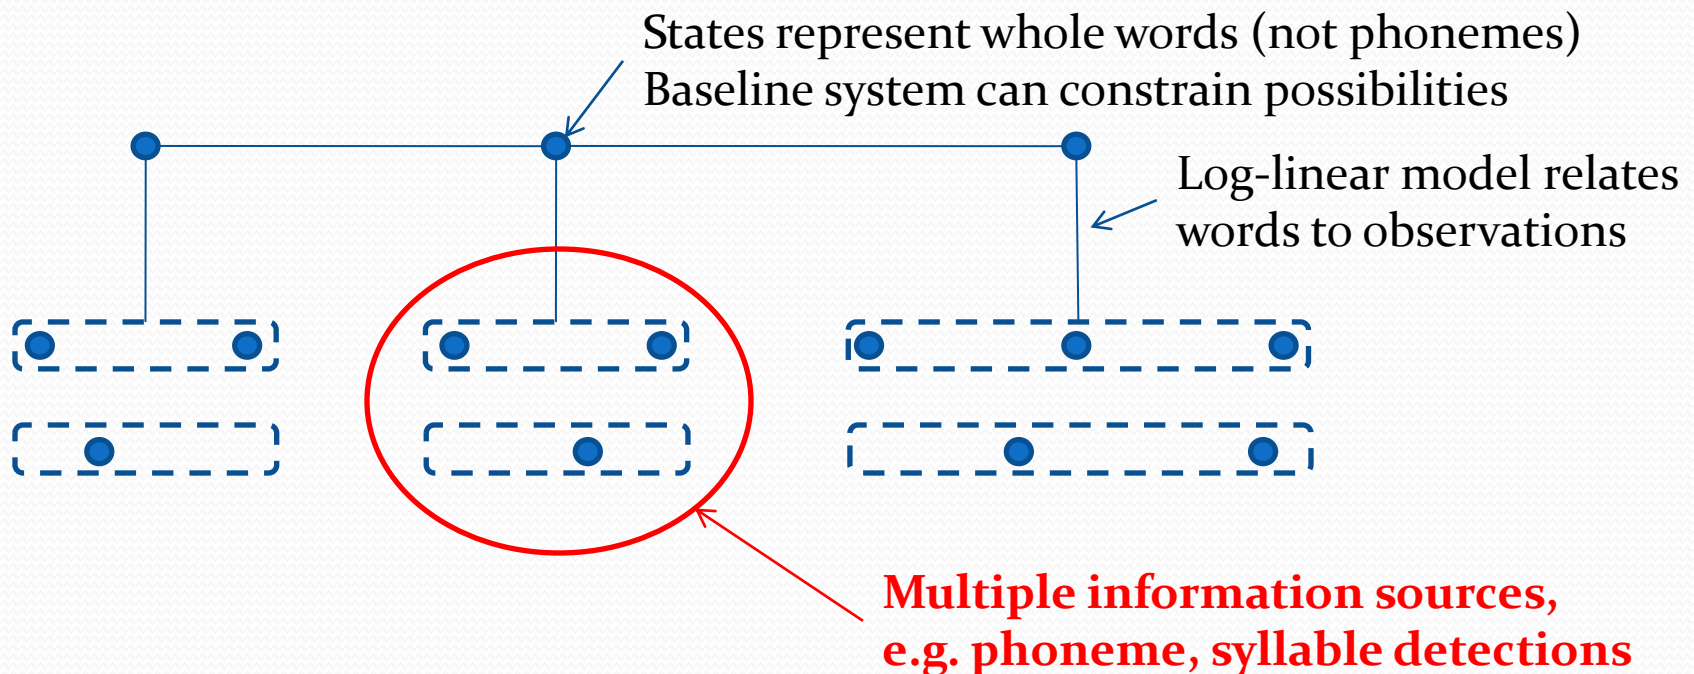 States represent whole words (not phonemes)
Baseline system can constrain possibilities
Log-linear model relates
words to observations
Multiple information sources,
e.g. phoneme, syllable detections